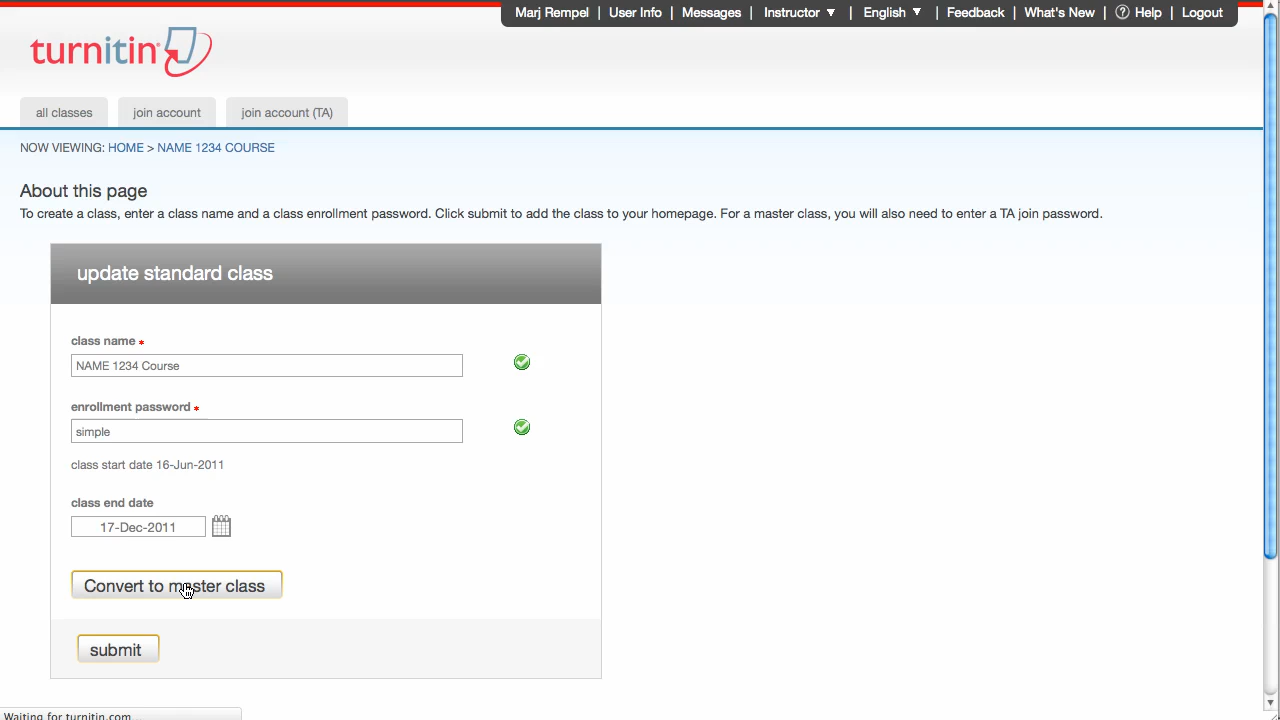 Marj Rempel | User Info | Messages | Instructor ▼ | English ▼ | Feedback | What's New | ? Help | Logout
turnitin
all classes join account join account (TA)
NOW VIEWING: HOME > NAME 1234 COURSE
About this page
To create a class, enter a class name and a class enrollment password. Click submit to add the class to your homepage. For a master class, you will also need to enter a TA join password.
update standard class
class name *
NAME 1234 Course
enrollment password *
simple
class start date 16-Jun-2011
class end date
17-Dec-2011
Convert to master class
submit
Waiting for turnitin.com...